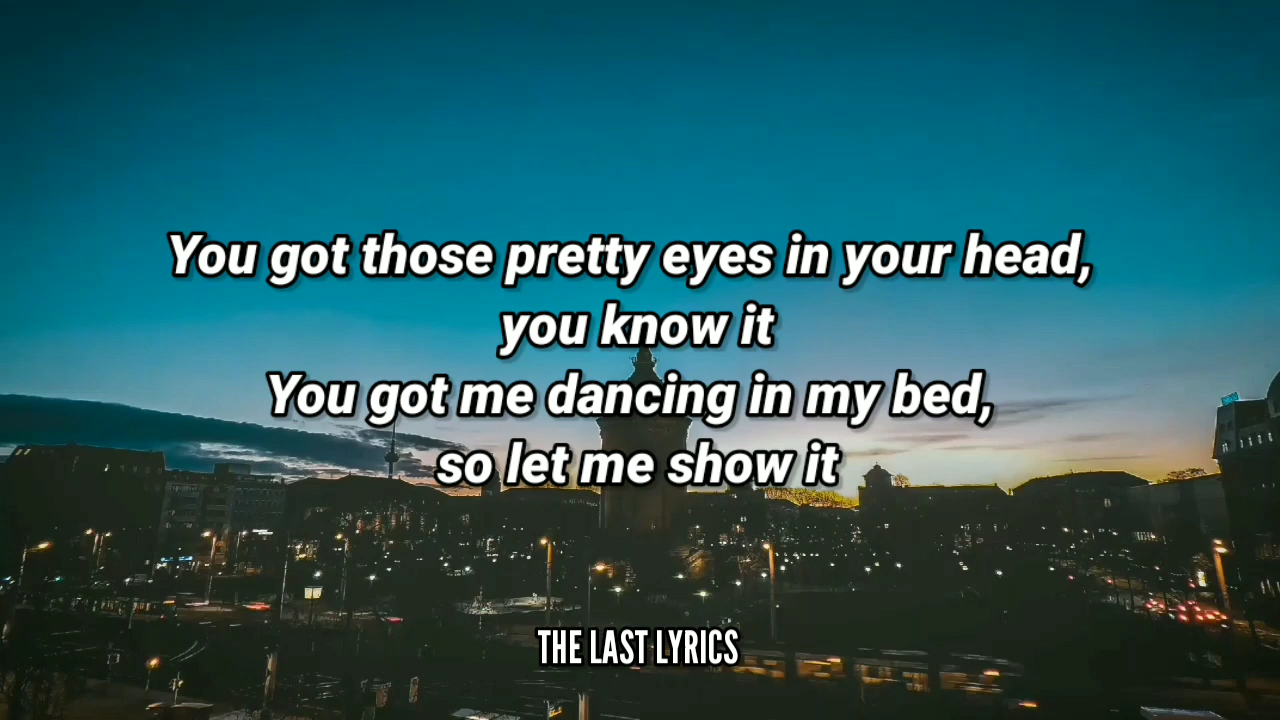 You got those pretty eyes in your head,
you know it
You got me dancing in my bed,
so let me show it
THE LAST LYRICS